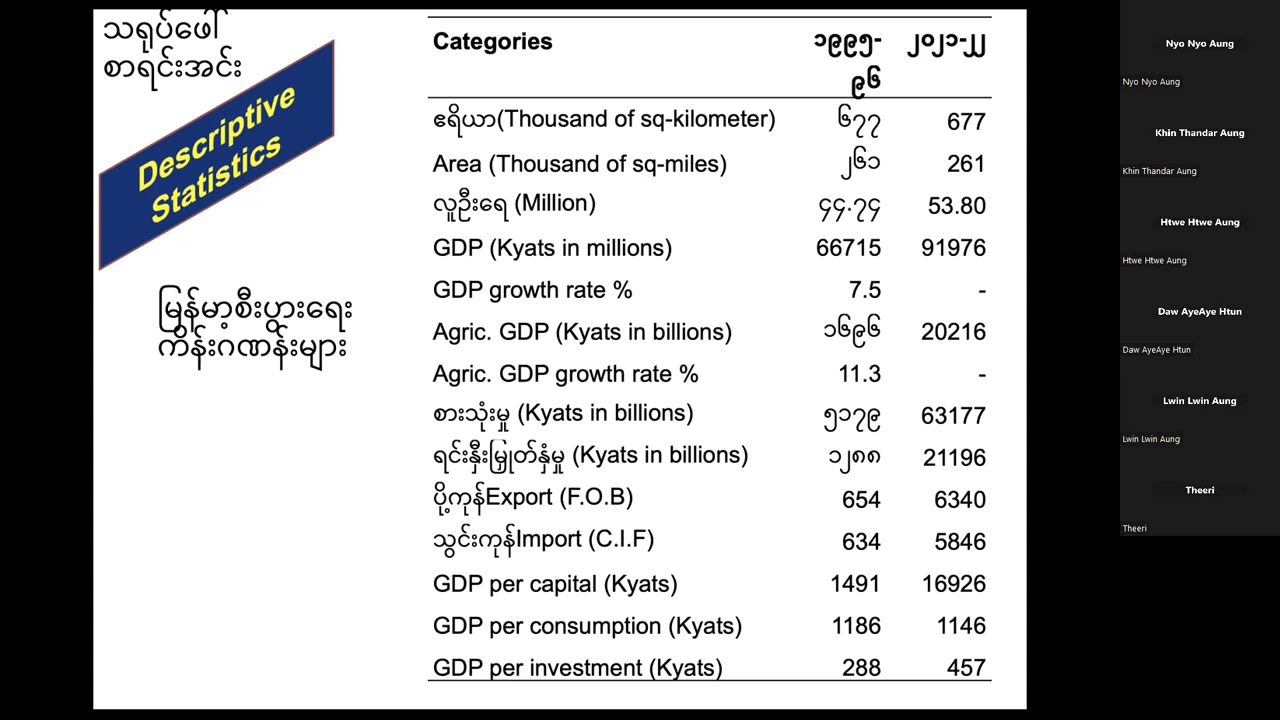 သရုပ်ဖော်
စာရင်းအင်း
Descriptive
Statistics
မြန်မာ့စီးပွားရေး
ကိန်းဂဏန်းများ
Categories ၁၉၉၅- ၂၀၂၁-၂၂
၉၆
ဧရိယာ(Thousand of sq-kilometer) ၆၇၇ 677
Area (Thousand of sq-miles) ၂၆၁ 261
လူဦးရေ (Million) ၄၄.၇၄ 53.80
GDP (Kyats in millions) 66715 91976
GDP growth rate % 7.5 -
Agric. GDP (Kyats in billions) ၁၆၉၆ 20216
Agric. GDP growth rate % 11.3 -
စားသုံးမှု (Kyats in billions) ၅၁၇၉ 63177
ရင်းနှီးမြှုတ်နှံမှု (Kyats in billions) ၁၂၈၈ 21196
ပို့ကုန်Export (F.O.B) 654 6340
သွင်းကုန်Import (C.I.F) 634 5846
GDP per capital (Kyats) 1491 16926
GDP per consumption (Kyats) 1186 1146
GDP per investment (Kyats) 288 457
Nyo Nyo Aung
Nyo Nyo Aung
Khin Thandar Aung
Khin Thandar Aung
Htwe Htwe Aung
Htwe Htwe Aung
Daw AyeAye Htun
Daw AyeAye Htun
Lwin Lwin Aung
Lwin Lwin Aung
Theeri
Theeri